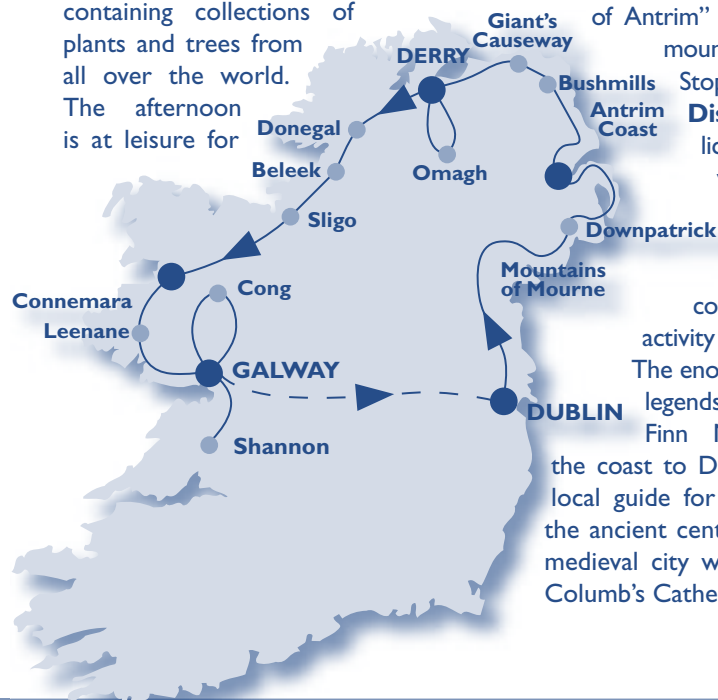 containing collections of
plants and trees from
all over the world.
The afternoon
is at leisure for
Giant's
Causeway
DERRY
Bushmills
Antrim
Coast
Donegal
Omagh
Beleek
Sligo
Downpatrick
Mountains
of Mourne
Connemara
Leenane
Cong
GALWAY
DUBLIN
Shannon
of Antrim"
moun
Stop
Dis
lic
co
activity
The eno
legends
Finn
the coast to D
local guide for
the ancient cent
medieval city w
Columb's Cathe